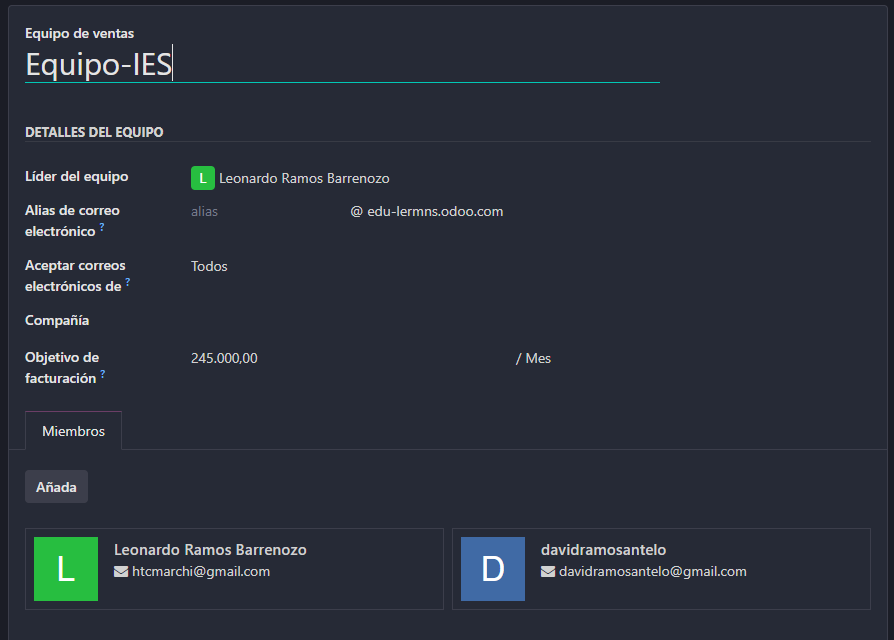 Equipo de ventas
Equipo-IES
DETALLES DEL EQUIPO
Líder del equipo
L Leonardo Ramos Barrenozo
Alias de correo
electrónico ?
alias @ edu-lermns.odoo.com
Aceptar correos
electrónicos de ?
Todos
Compañía
Objetivo de
facturación ?
245.000,00 / Mes
Miembros
Añada
L
Leonardo Ramos Barrenozo
htcmarchi@gmail.com
D
davidramosantelo
davidramosantelo@gmail.com